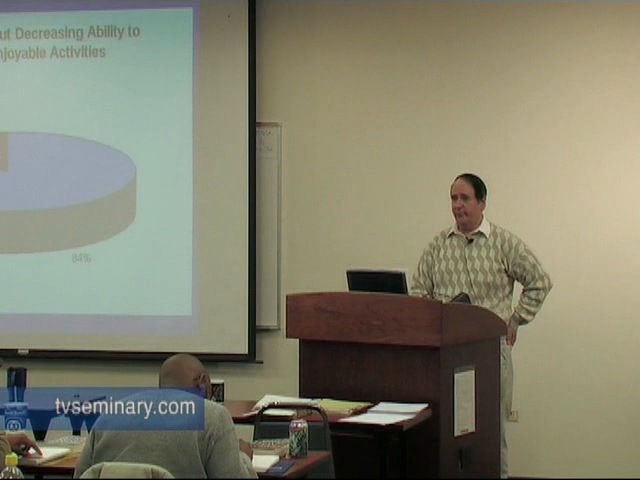 ut Decreasing Ability to
njoyable Activities
84%
tvseminary.com